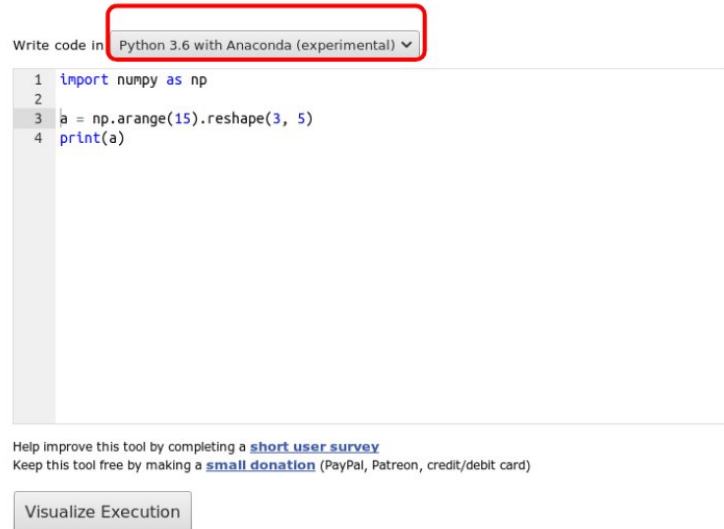 Write code in Python 3.6 with Anaconda (experimental)
1 import numpy as np
2
3 a = np.arange(15).reshape(3, 5)
4 print(a)
Help improve this tool by completing a short user survey
Keep this tool free by making a small donation (PayPal, Patreon, credit/debit card)
Visualize Execution